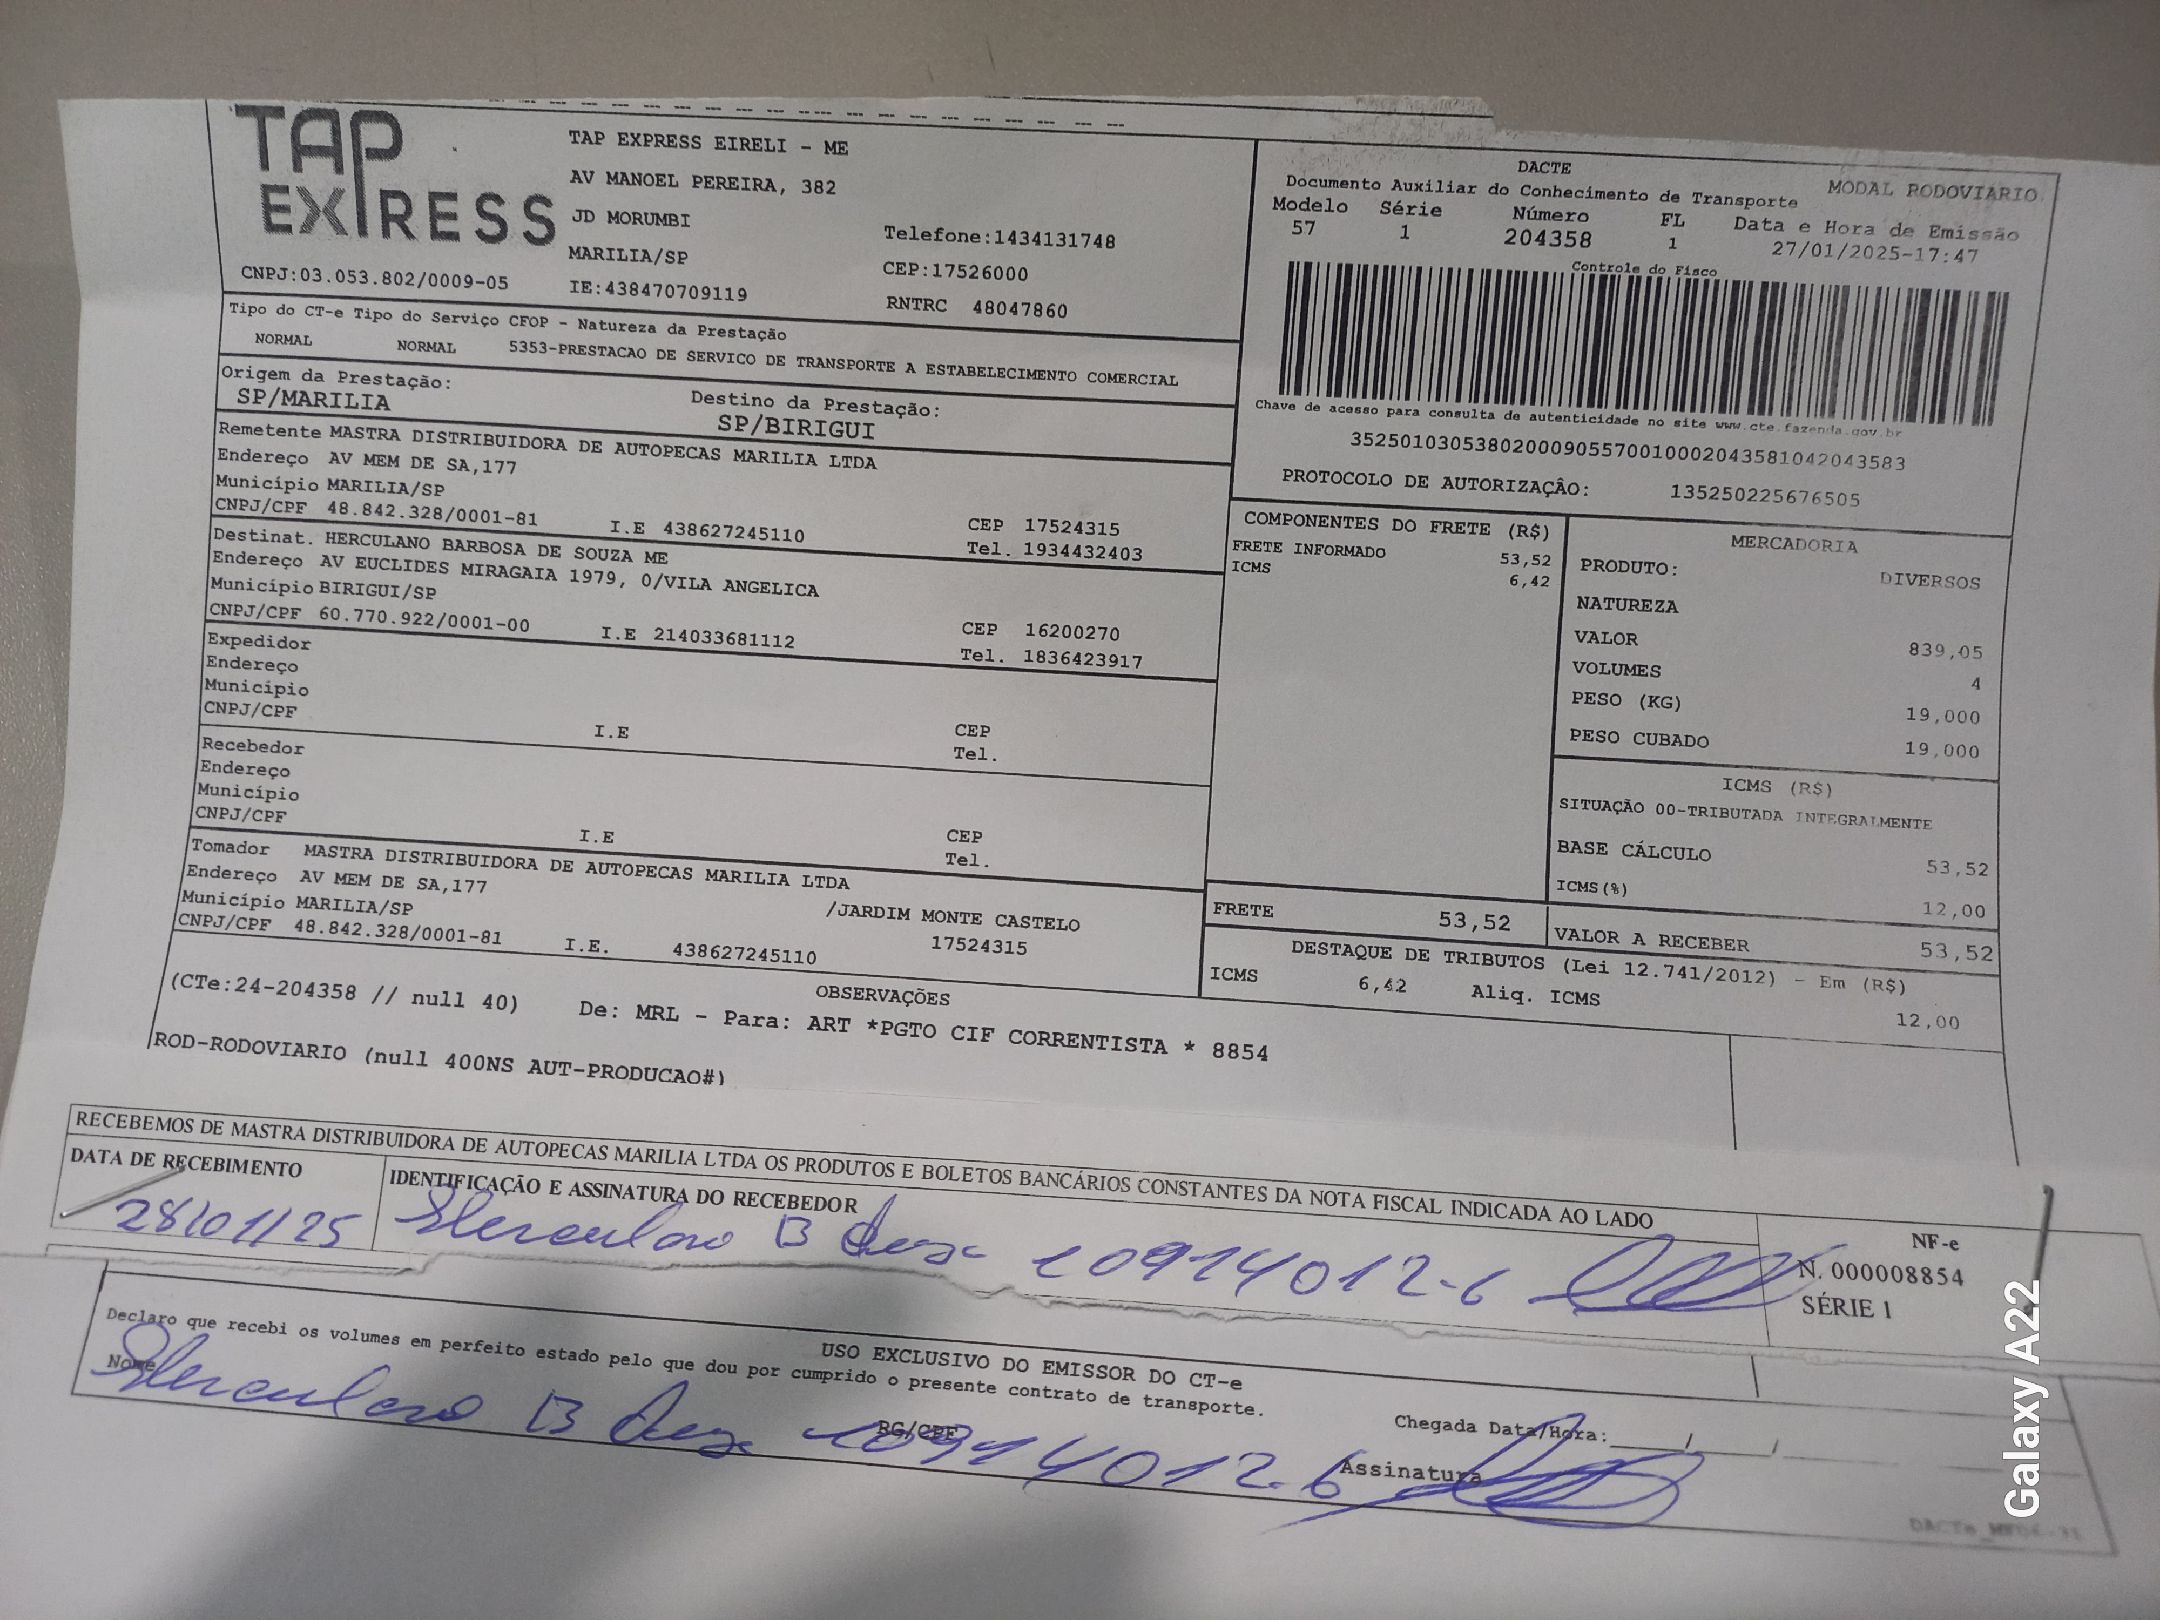 TAP EXPRESS
TAP EXPRESS EIRELI - ME
AV MANOEL PEREIRA, 382
JD MORUMBI
Telefone:1434131748
MARILIA/SP
CEP:17526000
CNPJ:03.053.802/0009-05
IE:438470709119
RNTRC 48047860
DACTE
MODAL RODOVIARIO
Documento Auxiliar do Conhecimento de Transporte
Modelo Série Número FL Data e Hora de Emissão
57 1 204358 1 27/01/2025-17:47
Controle do Fisco
Chave de acesso para consulta de autenticidade no site www.cte.fazenda.gov.br
35250103053802000905570010002043581042043583
PROTOCOLO DE AUTORIZAÇÂO: 135250225676505
Tipo do CT-e Tipo do Serviço CFOP - Natureza da Prestação
NORMAL NORMAL 5353-PRESTACAO DE SERVICO DE TRANSPORTE A ESTABELECIMENTO COMERCIAL
Origem da Prestação: Destino da Prestação:
SP/MARILIA SP/BIRIGUI
Remetente MASTRA DISTRIBUIDORA DE AUTOPECAS MARILIA LTDA
Endereço AV MEM DE SA,177
Município MARILIA/SP CEP 17524315
CNPJ/CPF 48.842.328/0001-81 I.E 438627245110 Tel. 1934432403
Destinat. HERCULANO BARBOSA DE SOUZA ME
Endereço AV EUCLIDES MIRAGAIA 1979, 0/VILA ANGELICA
Município BIRIGUI/SP CEP 16200270
CNPJ/CPF 60.770.922/0001-00 I.E 214033681112 Tel. 1836423917
Expedidor
Endereço
Município CEP
CNPJ/CPF I.E Tel.
Recebedor
Endereço
Município CEP
CNPJ/CPF I.E Tel.
Tomador MASTRA DISTRIBUIDORA DE AUTOPECAS MARILIA LTDA
Endereço AV MEM DE SA,177 /JARDIM MONTE CASTELO
Município MARILIA/SP 17524315
CNPJ/CPF 48.842.328/0001-81 I.E. 438627245110
COMPONENTES DO FRETE (R$)
FRETE INFORMADO 53,52
ICMS 6,42
MERCADORIA
PRODUTO: DIVERSOS
NATUREZA
VALOR 839,05
VOLUMES 4
PESO (KG) 19,000
PESO CUBADO 19,000
ICMS (R$)
SITUAÇÃO 00-TRIBUTADA INTEGRALMENTE
BASE CÁLCULO 53,52
ICMS(%) 12,00
FRETE 53,52 VALOR A RECEBER 53,52
DESTAQUE DE TRIBUTOS (Lei 12.741/2012) - Em (R$)
ICMS 6,42 Aliq. ICMS 12,00
OBSERVAÇÕES
(CTe:24-204358 // null 40) De: MRL - Para: ART *PGTO CIF CORRENTISTA * 8854
ROD-RODOVIARIO (null 400NS AUT-PRODUCAO#)
RECEBEMOS DE MASTRA DISTRIBUIDORA DE AUTOPECAS MARILIA LTDA OS PRODUTOS E BOLETOS BANCÁRIOS CONSTANTES DA NOTA FISCAL INDICADA AO LADO
DATA DE RECEBIMENTO IDENTIFICAÇÃO E ASSINATURA DO RECEBEDOR
28/01/25 Herculano B 10914012-6
NF-e
N. 000008854
SÉRIE 1
USO EXCLUSIVO DO EMISSOR DO CT-e
Declaro que recebi os volumes em perfeito estado pelo que dou por cumprido o presente contrato de transporte.
Nome RG/CPF Chegada Data/Hora: / /
Herculano B 10914012-6 Assinatura
Galaxy A22